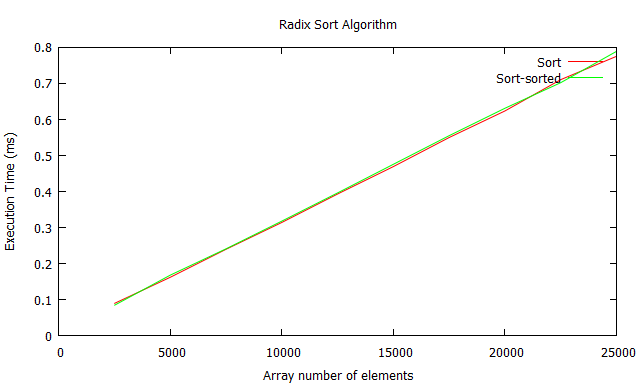 Radix Sort Algorithm
0.8
0.7
0.6
0.5
0.4
0.3
0.2
0.1
0
Execution Time (ms)
Sort
Sort-sorted
0 5000 10000 15000 20000 25000
Array number of elements